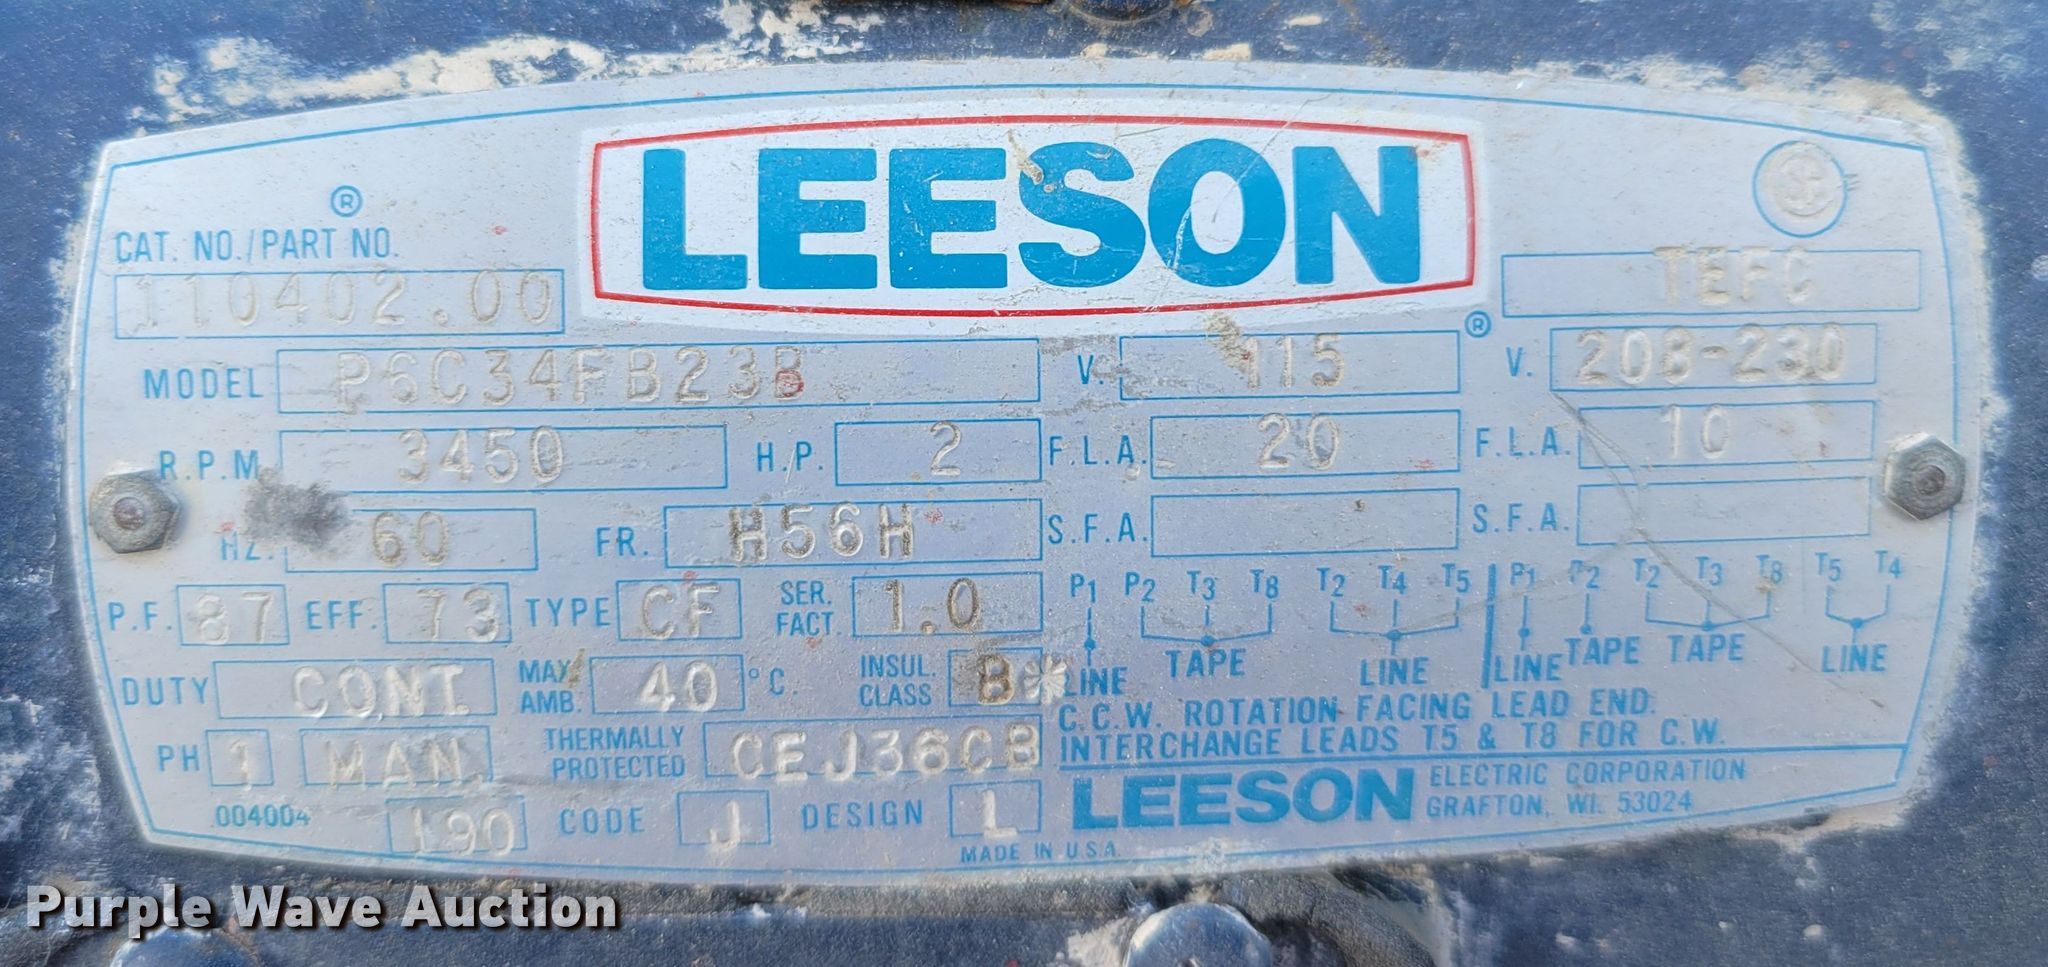 LEESON
®
CAT. NO./PART NO.
110402.00
TEFC
®
MODEL P6C34FB23B V. 115 V. 208-230
R.P.M. 3450 H.P. 2 F.L.A. 20 F.L.A. 10
HZ. 60 FR. H56H S.F.A. S.F.A.
P.F. 87 EFF. 73 TYPE CF SER. FACT. 1.0
P1 P2 T3 T8 T2 T4 T5 P1 P2 T2 T3 T8 T5 T4
LINE TAPE LINE LINE TAPE TAPE LINE
DUTY CONT. MAX. AMB. 40 °C. INSUL. CLASS B
C.C.W. ROTATION FACING LEAD END.
INTERCHANGE LEADS T5 & T8 FOR C.W.
PH 1 MAN. THERMALLY PROTECTED CEJ36CB
004004 190 CODE J DESIGN L
LEESON ELECTRIC CORPORATION
GRAFTON, WI. 53024
MADE IN U.S.A.
Purple Wave Auction